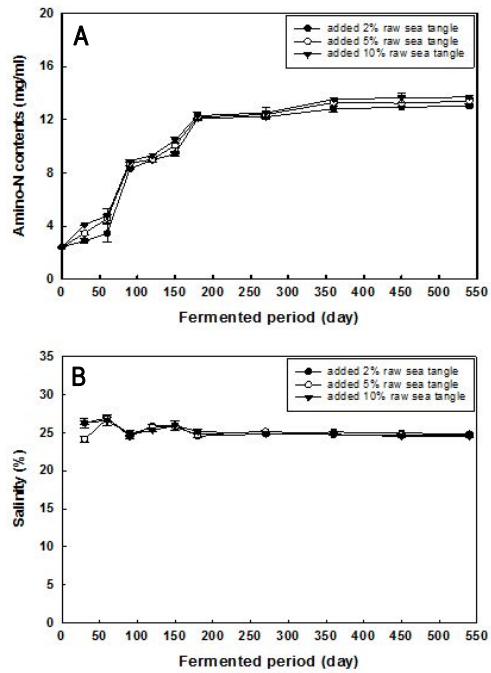 A
added 2% raw sea tangle
added 5% raw sea tangle
added 10% raw sea tangle
Amino-N contents (mg/ml)
20
16
12
8
4
0
0 50 100 150 200 250 300 350 400 450 500 550
Fermented period (day)
B
added 2% raw sea tangle
added 5% raw sea tangle
added 10% raw sea tangle
Salinity (%)
35
30
25
20
15
10
5
0
0 50 100 150 200 250 300 350 400 450 500 550
Fermented period (day)